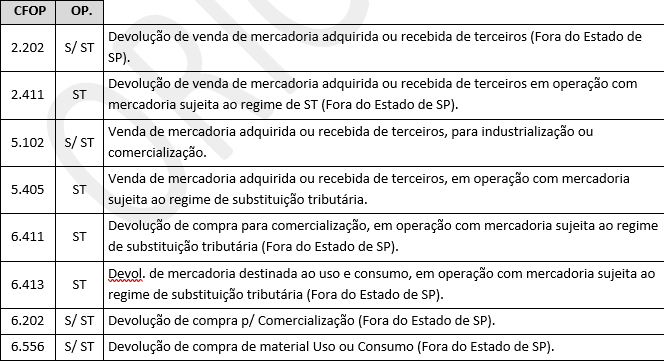 CFOP OP.
2.202 S/ ST Devolução de venda de mercadoria adquirida ou recebida de terceiros (Fora do Estado de
SP).
2.411 ST Devolução de venda de mercadoria adquirida ou recebida de terceiros em operação com
mercadoria sujeita ao regime de ST (Fora do Estado de SP).
5.102 S/ ST Venda de mercadoria adquirida ou recebida de terceiros, para industrialização ou
comercialização.
5.405 ST Venda de mercadoria adquirida ou recebida de terceiros, em operação com mercadoria
sujeita ao regime de substituição tributária.
6.411 ST Devolução de compra para comercialização, em operação com mercadoria sujeita ao regime
de substituição tributária (Fora do Estado de SP).
6.413 ST Devol. de mercadoria destinada ao uso e consumo, em operação com mercadoria sujeita ao
regime de substituição tributária (Fora do Estado de SP).
6.202 S/ ST Devolução de compra p/ Comercialização (Fora do Estado de SP).
6.556 S/ ST Devolução de compra de material Uso ou Consumo (Fora do Estado de SP).